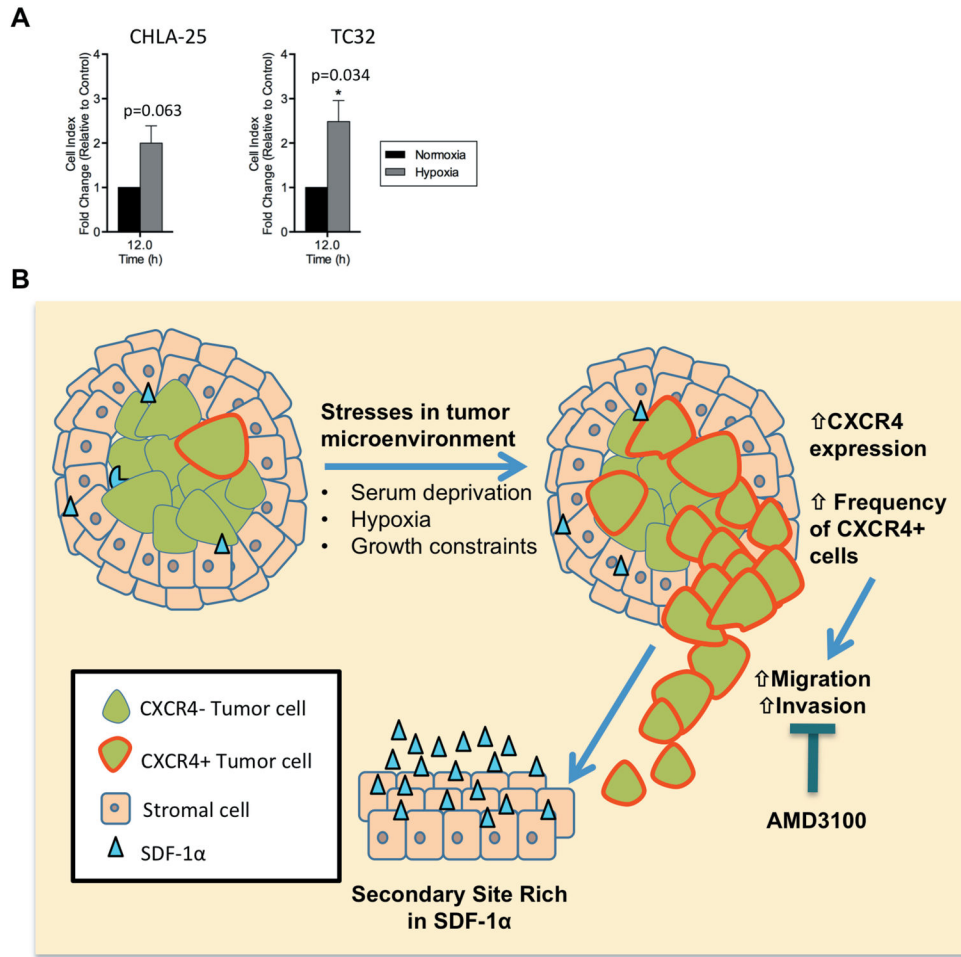 A
CHLA-25
TC32
Cell Index
Fold Change (Relative to Control)
4
3
2
1
0
p=0.063
12.0
Time (h)
Cell Index
Fold Change (Relative to Control)
4
3
2
1
0
p=0.034
*
12.0
Time (h)
Normoxia
Hypoxia
B
Stresses in tumor
microenvironment
• Serum deprivation
• Hypoxia
• Growth constraints
⇧CXCR4
expression
⇧ Frequency
of CXCR4+
cells
⇧Migration
⇧Invasion
AMD3100
CXCR4- Tumor cell
CXCR4+ Tumor cell
Stromal cell
SDF-1α
Secondary Site Rich
in SDF-1α